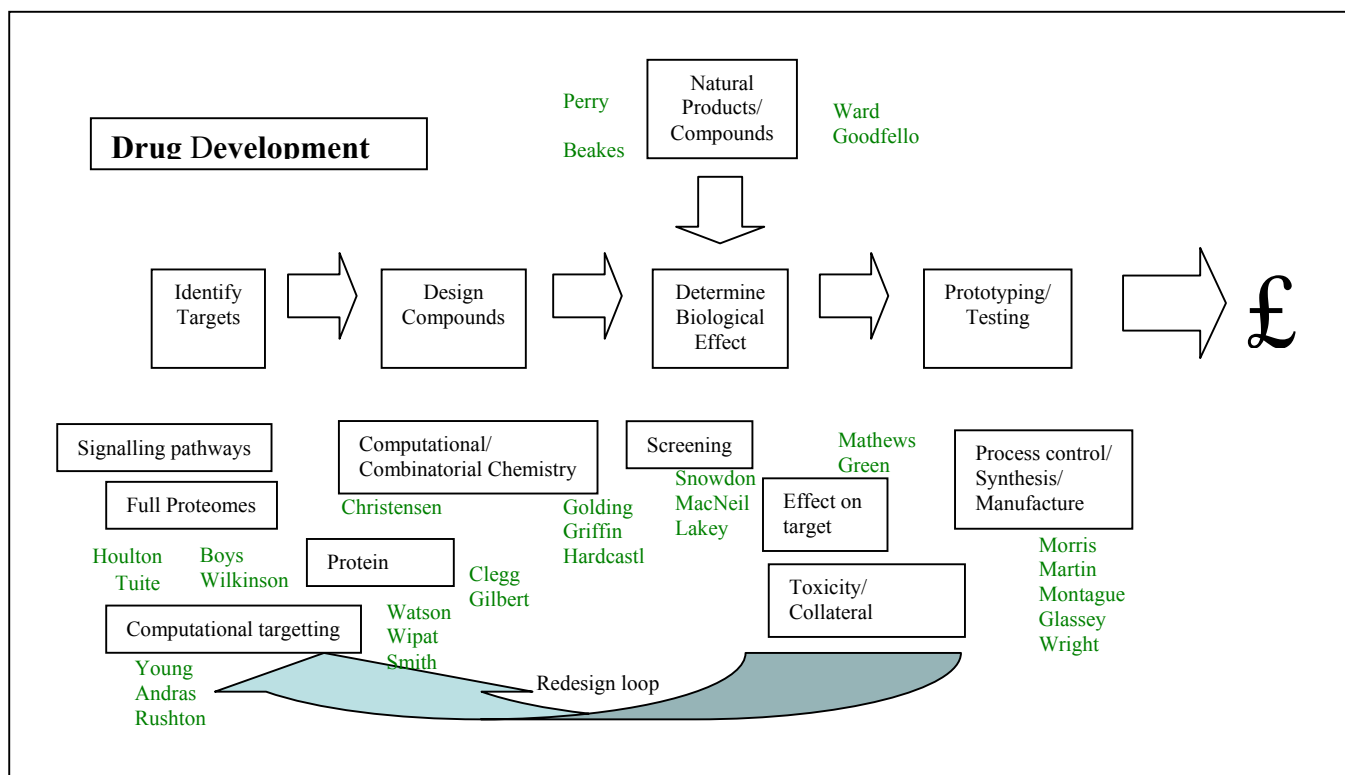 Drug Development
Perry
Beakes
Natural
Products/
Compounds
Ward
Goodfello
Identify
Targets
Design
Compounds
Determine
Biological
Effect
Prototyping/
Testing
£
Signalling pathways
Full Proteomes
Houlton
Tuite
Boys
Wilkinson
Computational targetting
Young
Andras
Rushton
Computational/
Combinatorial Chemistry
Christensen
Golding
Griffin
Hardcastl
Protein
Clegg
Gilbert
Watson
Wipat
Smith
Screening
Snowdon
MacNeil
Lakey
Mathews
Green
Effect on
target
Toxicity/
Collateral
Process control/
Synthesis/
Manufacture
Morris
Martin
Montague
Glassey
Wright
Redesign loop